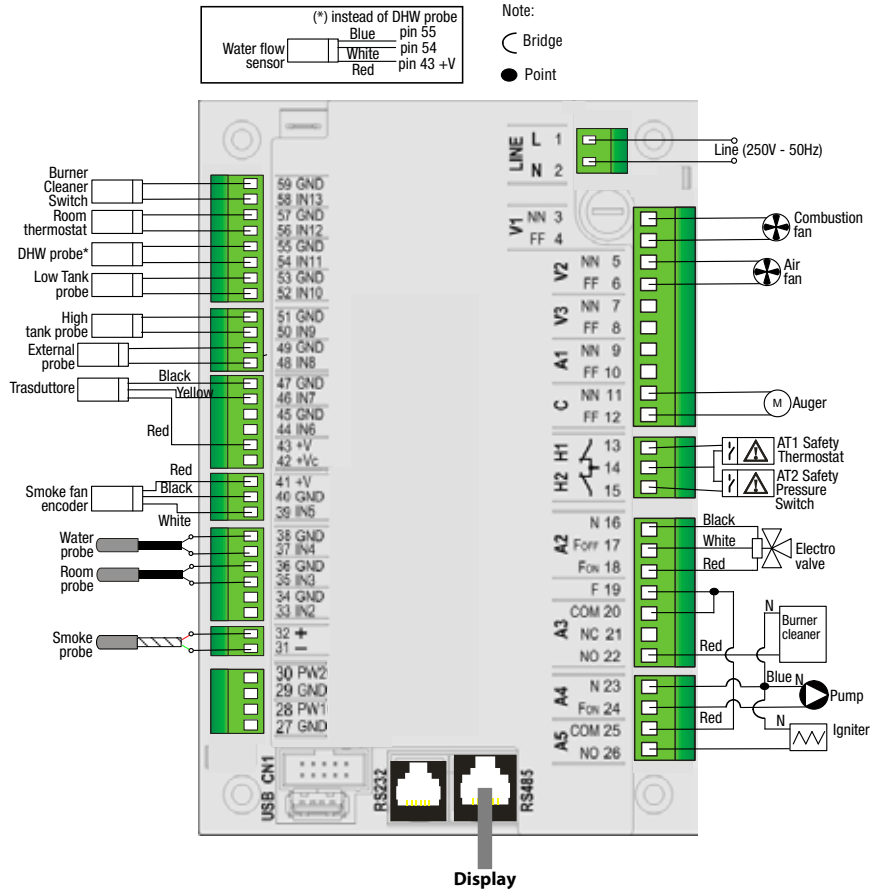 (*) instead of DHW probe
Blue pin 55
Water flow sensor
White pin 54
Red pin 43 +V
Note:
Bridge
Point
LINE
L 1
N 2
Line (250V - 50Hz)
Burner Cleaner Switch
59 GND
58 IN13
Room thermostat
57 GND
56 IN12
DHW probe*
55 GND
54 IN11
Low Tank probe
53 GND
52 IN10
High tank probe
51 GND
50 IN9
External probe
49 GND
48 IN8
Trasduttore
Black
Yellow
Red
47 GND
46 IN7
45 GND
44 IN6
43 +V
42 +Vc
Smoke fan encoder
Red
Black
White
41 +V
40 GND
39 IN5
Water probe
38 GND
37 IN4
Room probe
36 GND
35 IN3
34 GND
33 IN2
Smoke probe
32 +
31 –
30 PW2
29 GND
28 PW1
27 GND
V1
NN 3
FF 4
Combustion fan
V2
NN 5
FF 6
Air fan
V3
NN 7
FF 8
A1
NN 9
FF 10
C
NN 11
FF 12
M
Auger
H1
H2
13
14
15
AT1 Safety Thermostat
AT2 Safety Pressure Switch
A2
N 16
FOFF 17
FON 18
Black
White
Red
Electro valve
F 19
A3
COM 20
NC 21
NO 22
Red
N
Burner cleaner
A4
N 23
FON 24
Blue
N
Pump
A5
COM 25
NO 26
Red
N
Igniter
USB CN1
RS232
RS485
Display